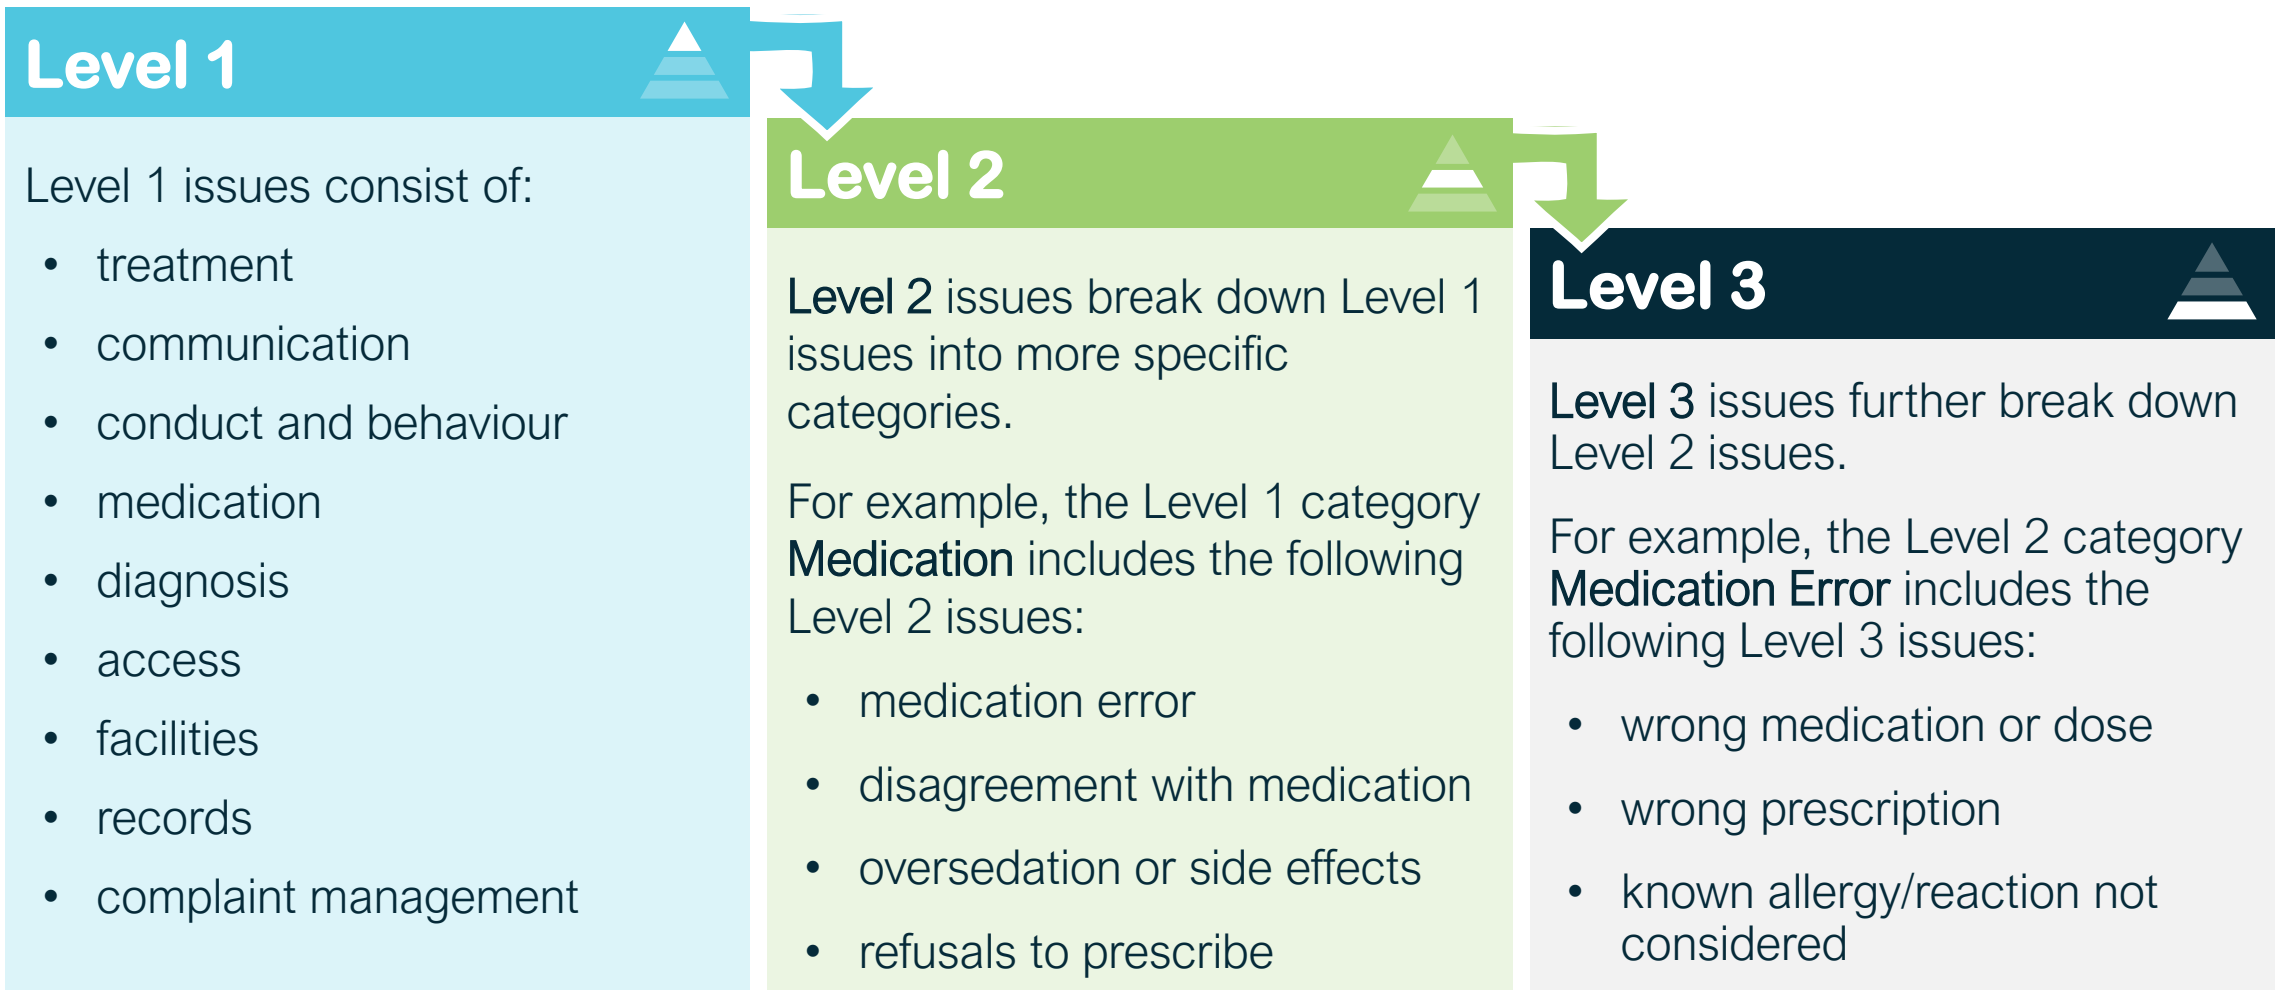 Level 1
Level 1 issues consist of:
• treatment
• communication
• conduct and behaviour
• medication
• diagnosis
• access
• facilities
• records
• complaint management
Level 2
Level 2 issues break down Level 1
issues into more specific
categories.
For example, the Level 1 category
Medication includes the following
Level 2 issues:
• medication error
• disagreement with medication
• oversedation or side effects
• refusals to prescribe
Level 3
Level 3 issues further break down
Level 2 issues.
For example, the Level 2 category
Medication Error includes the
following Level 3 issues:
• wrong medication or dose
• wrong prescription
• known allergy/reaction not
considered